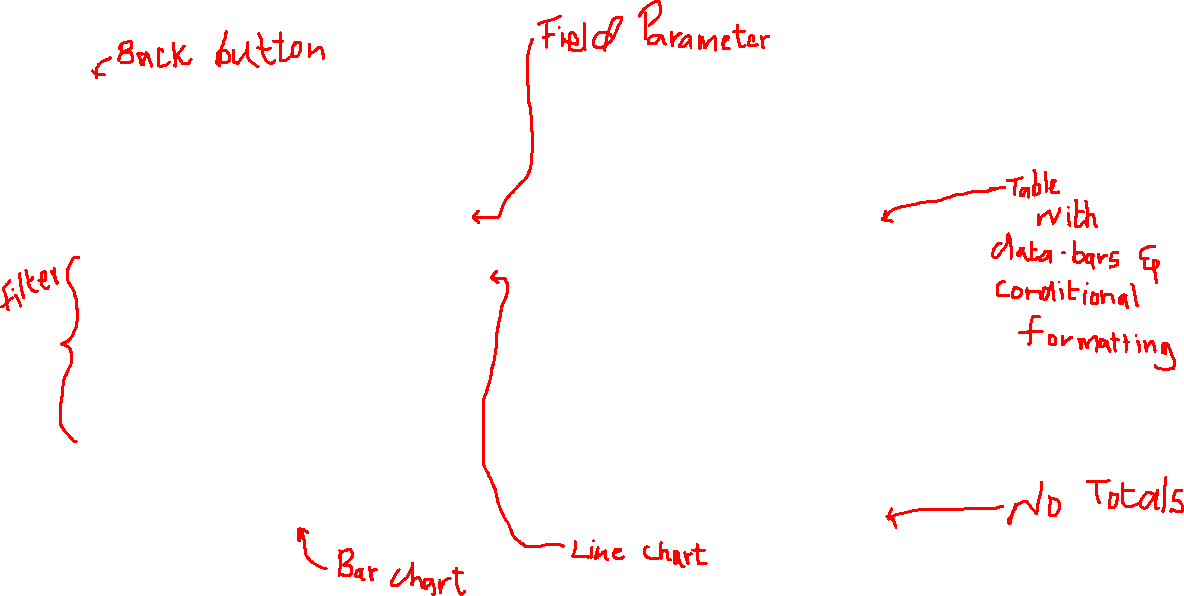 Back button
Field Parameter
Table
with
data-bars &
conditional
formatting
Filter
No Totals
Line chart
Bar chart